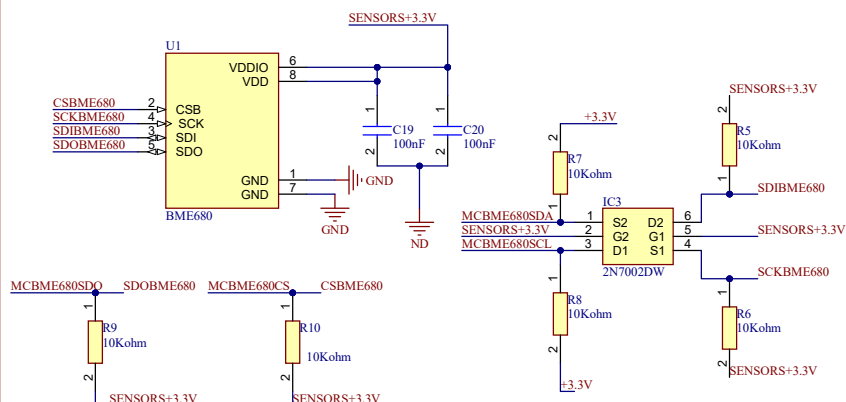 SENSORS+3.3V
U1
VDDIO 6
VDD 8
CSBME680 2 CSB
SCKBME680 4 SCK
SDIBME680 3 SDI
SDOBME680 5 SDO
1 1
C19 C20
100nF 100nF
2 2
GND 1 GND
GND 7
BME680
GND
ND
SENSORS+3.3V
2
R5
10Kohm
1
SDIBME680
+3.3V
2
R7
10Kohm
1
IC3
MCBME680SDA 1 S2 D2 6
SENSORS+3.3V 2 G2 G1 5 SENSORS+3.3V
MCBME680SCL 3 D1 S1 4
2N7002DW
SCKBME680
1
R8
10Kohm
2
+3.3V
1
R6
10Kohm
2
SENSORS+3.3V
MCBME680SDO SDOBME680
1
R9
10Kohm
2
SENSORS+3.3V
MCBME680CS CSBME680
1
R10
10Kohm
2
SENSORS+3.3V